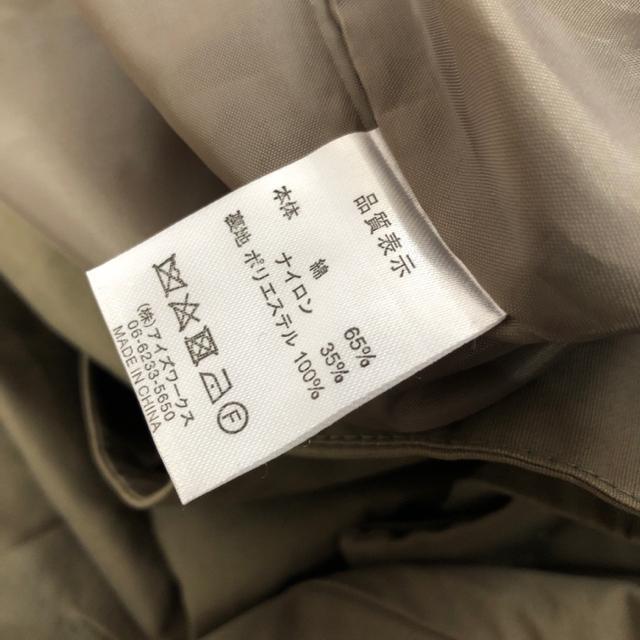 品質表示
本体 綿 65%
ナイロン 35%
裏地 ポリエステル 100%
F
(株)アイズワークス
06-6233-5650
MADE IN CHINA